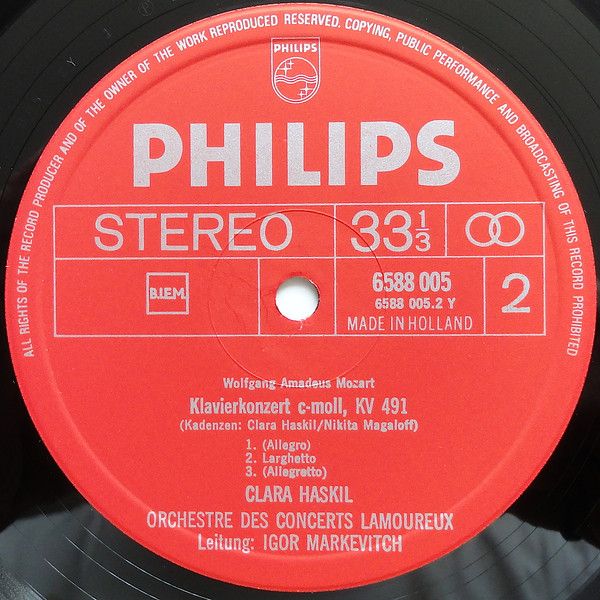 ALL RIGHTS OF THE RECORD PRODUCER AND OF THE OWNER OF THE WORK REPRODUCED RESERVED. COPYING, PUBLIC PERFORMANCE AND BROADCASTING OF THIS RECORD PROHIBITED
PHILIPS
PHILIPS
STEREO 33 1/3
B.I.E.M. 6588 005 2
6588 005.2 Y
MADE IN HOLLAND
Wolfgang Amadeus Mozart
Klavierkonzert c-moll, KV 491
(Kadenzen: Clara Haskil/Nikita Magaloff)
1. (Allegro)
2. Larghetto
3. (Allegretto)
CLARA HASKIL
ORCHESTRE DES CONCERTS LAMOUREUX
Leitung: IGOR MARKEVITCH